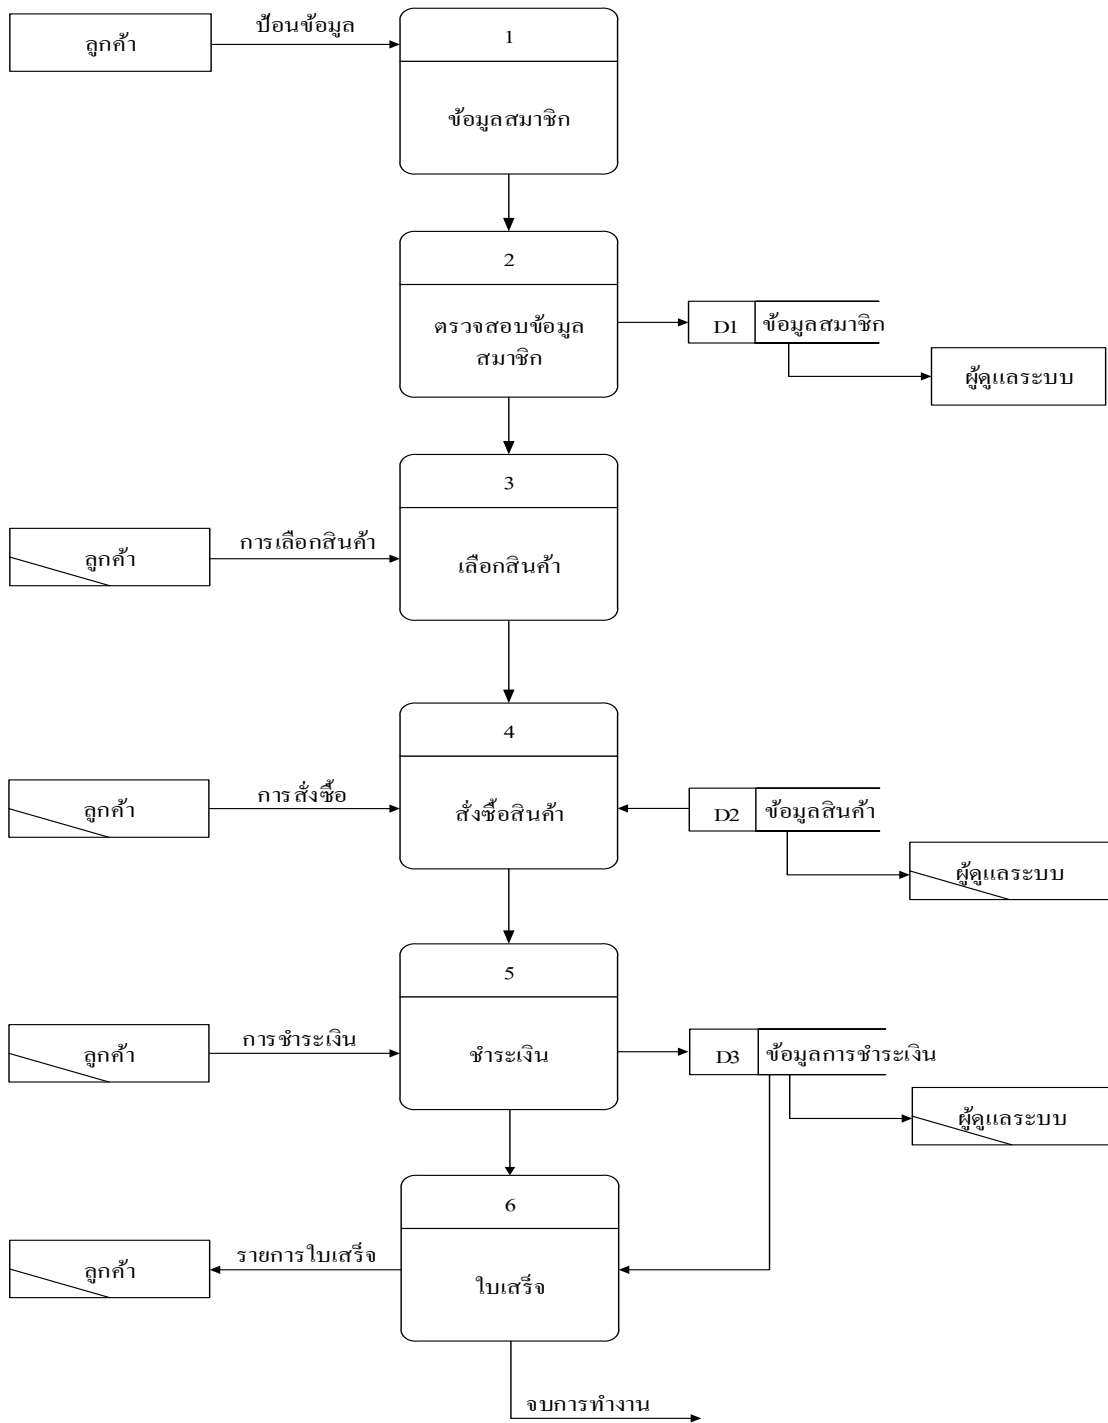 ลูกค้า
ป้อนข้อมูล
1
ข้อมูลสมาชิก
2
ตรวจสอบข้อมูล
สมาชิก
D1
ข้อมูลสมาชิก
ผู้ดูแลระบบ
3
ลูกค้า
การเลือกสินค้า
เลือกสินค้า
4
ลูกค้า
การสั่งซื้อ
สั่งซื้อสินค้า
D2
ข้อมูลสินค้า
ผู้ดูแลระบบ
5
ลูกค้า
การชำระเงิน
ชำระเงิน
D3
ข้อมูลการชำระเงิน
ผู้ดูแลระบบ
6
ลูกค้า
รายการใบเสร็จ
ใบเสร็จ
จบการทำงาน